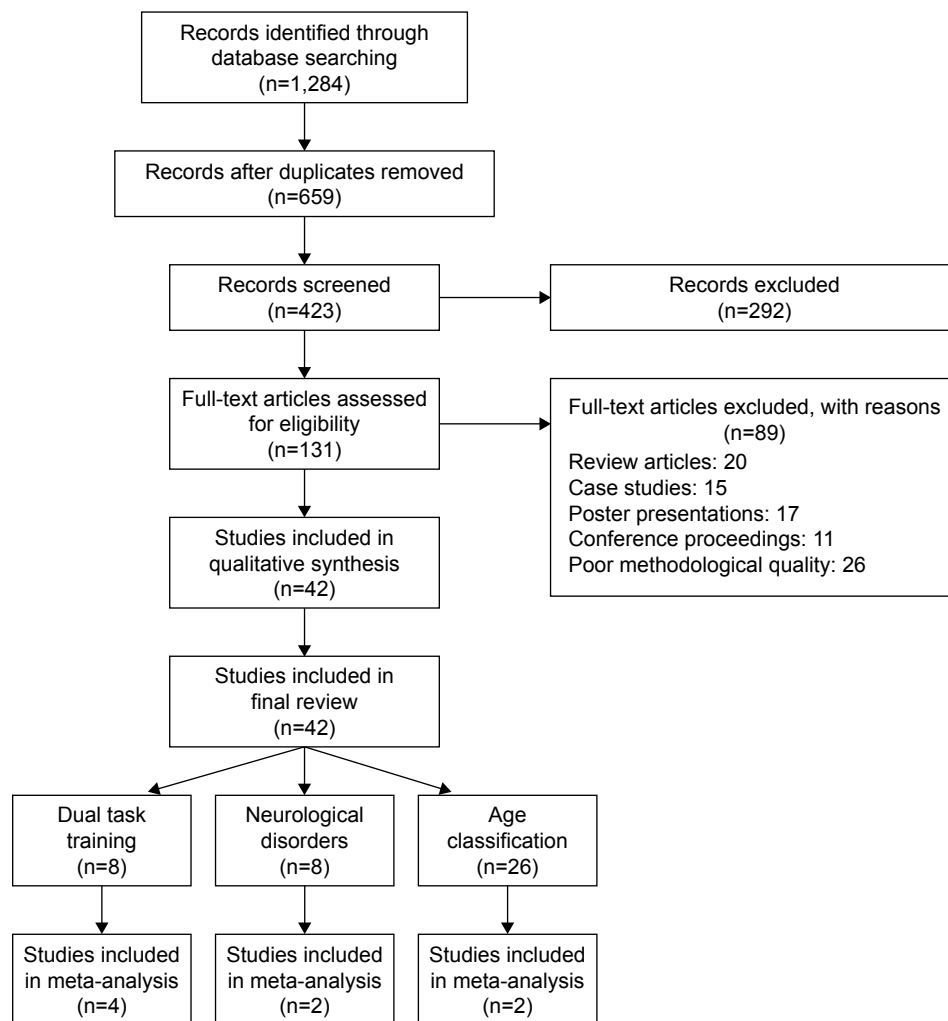 Records identified through
database searching
(n=1,284)
Records after duplicates removed
(n=659)
Records screened
(n=423)
Records excluded
(n=292)
Full-text articles assessed
for eligibility
(n=131)
Full-text articles excluded, with reasons
(n=89)
Review articles: 20
Case studies: 15
Poster presentations: 17
Conference proceedings: 11
Poor methodological quality: 26
Studies included in
qualitative synthesis
(n=42)
Studies included in
final review
(n=42)
Dual task
training
(n=8)
Neurological
disorders
(n=8)
Age
classification
(n=26)
Studies included
in meta-analysis
(n=4)
Studies included
in meta-analysis
(n=2)
Studies included
in meta-analysis
(n=2)